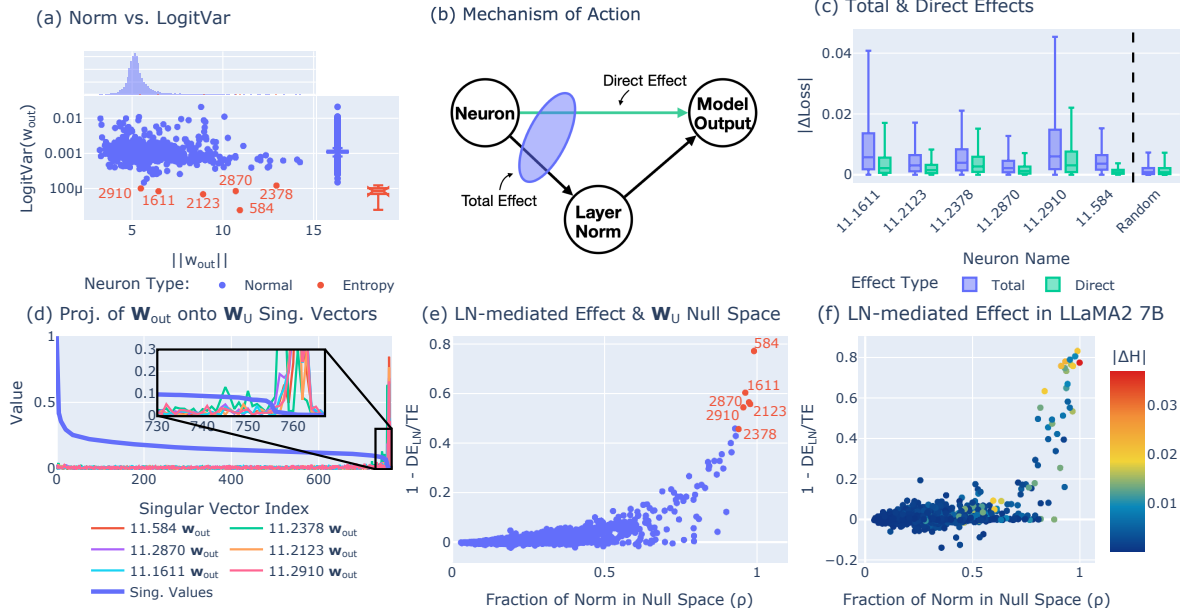 (a) Norm vs. LogitVar
LogitVar(w_out)
0.01
0.001
100μ
2910
1611
2123
2870
584
2378
5
10
15
||w_out||
Neuron Type:
Normal
Entropy
(b) Mechanism of Action
Neuron
Direct Effect
Model
Output
Total Effect
Layer
Norm
(c) Total & Direct Effects
|ΔLoss|
0.04
0.02
0
11.1611
11.2123
11.2378
11.2870
11.2910
11.584
Random
Neuron Name
Effect Type
Total
Direct
(d) Proj. of W_out onto W_U Sing. Vectors
Value
1
0.5
0
0.3
0.2
0.1
0
730
740
750
760
0
200
400
600
Singular Vector Index
11.584 w_out
11.2378 w_out
11.2870 w_out
11.2123 w_out
11.1611 w_out
11.2910 w_out
Sing. Values
(e) LN-mediated Effect & W_U Null Space
1 - DE_LN/TE
0.8
0.6
0.4
0.2
0
584
1611
2870
2910
2123
2378
0
0.5
1
Fraction of Norm in Null Space (ρ)
(f) LN-mediated Effect in LLaMA2 7B
1 - DE_LN/TE
0.8
0.6
0.4
0.2
0
−0.2
0
0.5
1
Fraction of Norm in Null Space (ρ)
|ΔH|
0.03
0.02
0.01